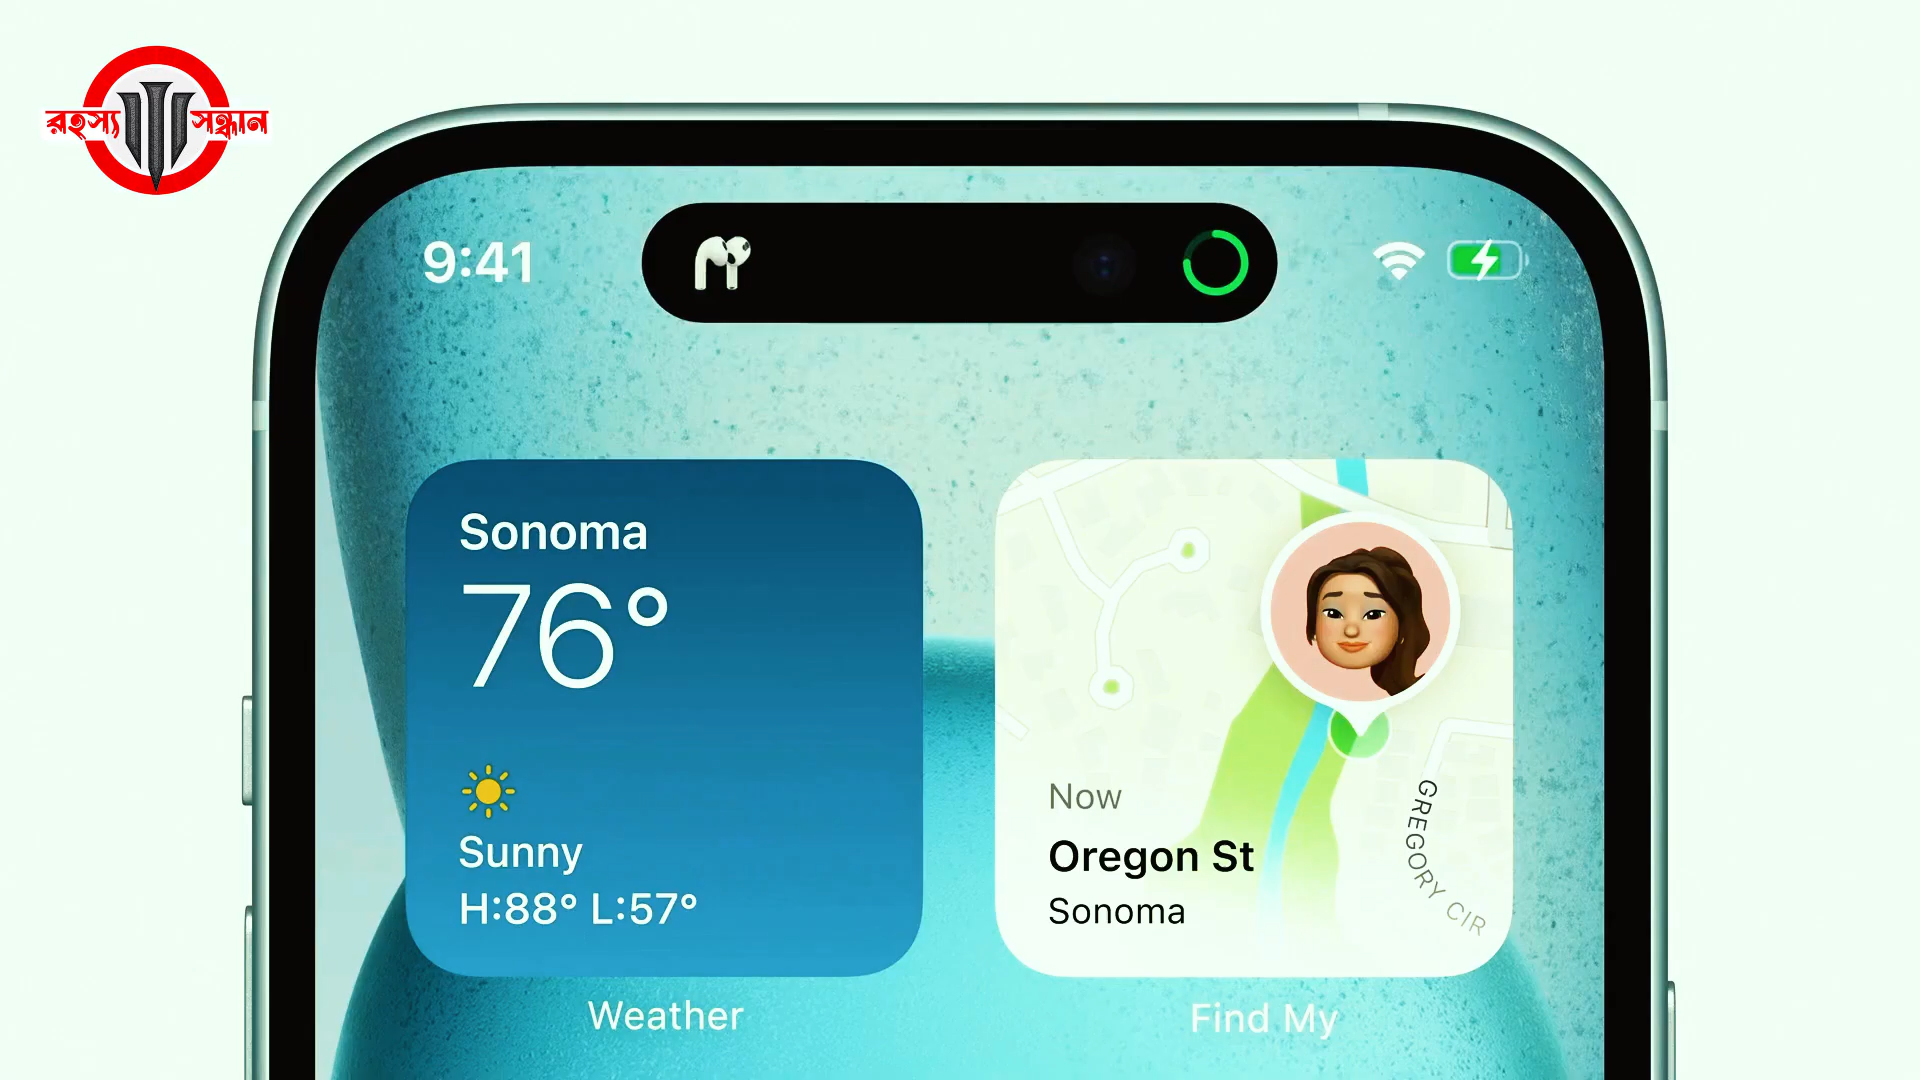 রহস্য সন্ধান
9:41
Sonoma
76°
Sunny
H:88° L:57°
Weather
Now
Oregon St
Sonoma
GREGORY CIR
Find My